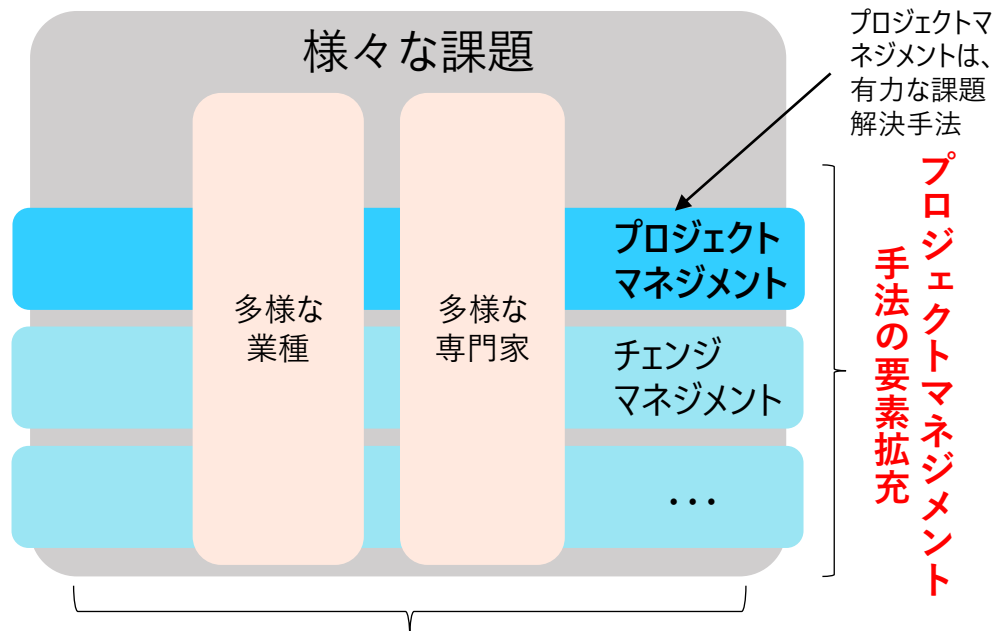 様々な課題
プロジェクトマ
ネジメントは、
有力な課題
解決手法
プロジェクト
マネジメント
多様な
業種
多様な
専門家
チェンジ
マネジメント
・・・
プロジェクトマネジメント
手法の要素拡充